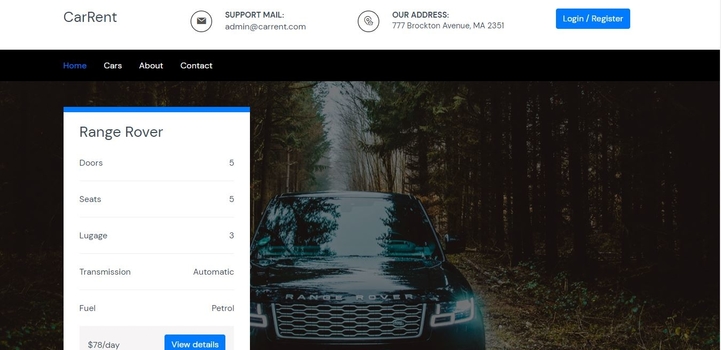 CarRent
SUPPORT MAIL:
admin@carrent.com
OUR ADDRESS:
777 Brockton Avenue, MA 2351
Login / Register
Home Cars About Contact
Range Rover
Doors 5
Seats 5
Lugage 3
Transmission Automatic
Fuel Petrol
$78/day View details
RANGE ROVER